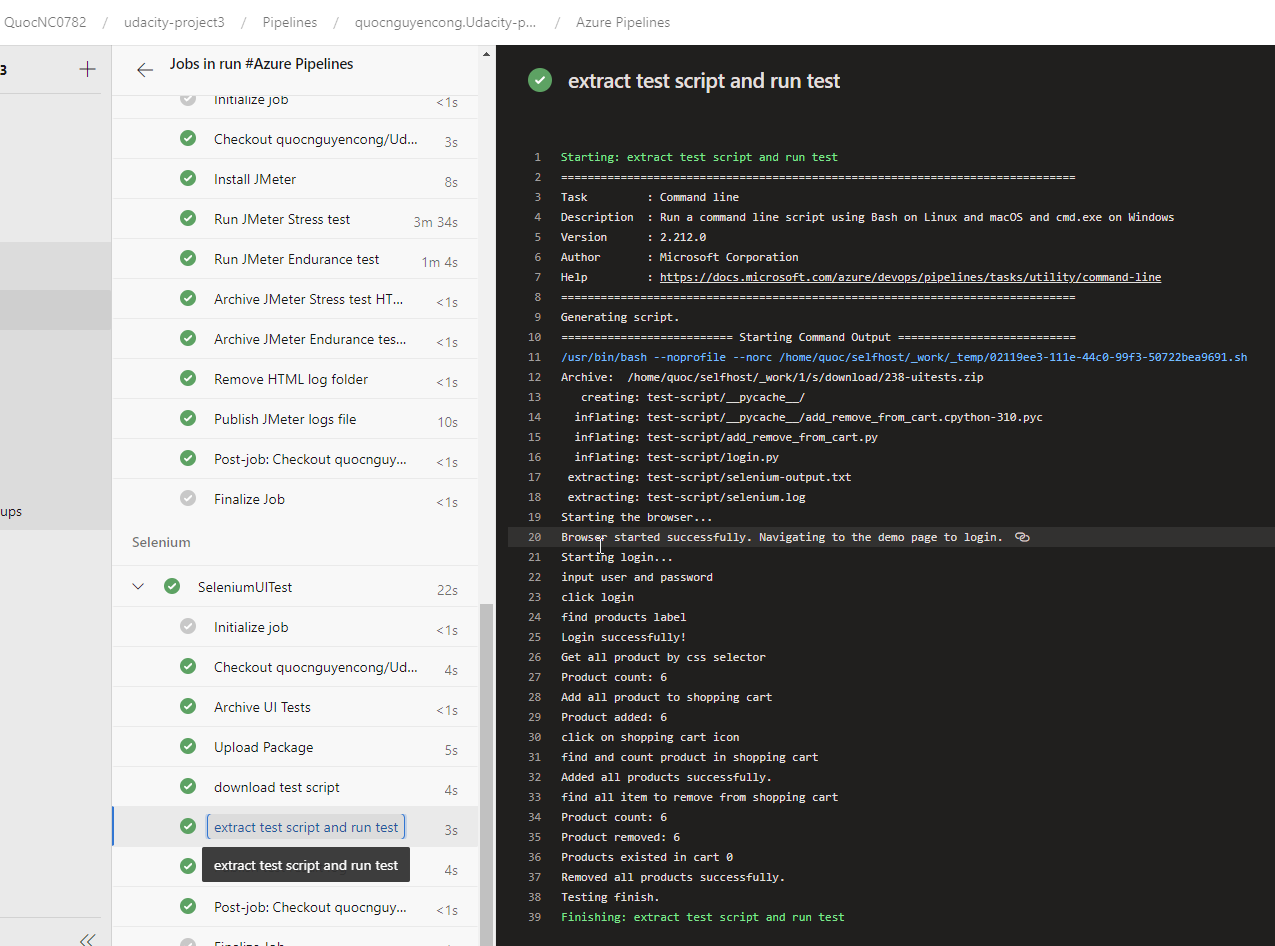 QuocNC0782 / udacity-project3 / Pipelines / quocnguyencong.Udacity-p... / Azure Pipelines
3
ups
Jobs in run #Azure Pipelines
Initialize job <1s
Checkout quocnguyencong/Ud... 3s
Install JMeter 8s
Run JMeter Stress test 3m 34s
Run JMeter Endurance test 1m 4s
Archive JMeter Stress test HT... <1s
Archive JMeter Endurance tes... <1s
Remove HTML log folder <1s
Publish JMeter logs file 10s
Post-job: Checkout quocnguy... <1s
Finalize Job <1s
Selenium
SeleniumUITest 22s
Initialize job <1s
Checkout quocnguyencong/Ud... 4s
Archive UI Tests <1s
Upload Package 5s
download test script 4s
extract test script and run test 3s
extract test script and run test 4s
Post-job: Checkout quocnguy... <1s
Finalize Job
extract test script and run test
1 Starting: extract test script and run test
2 ==============================================================================
3 Task : Command line
4 Description : Run a command line script using Bash on Linux and macOS and cmd.exe on Windows
5 Version : 2.212.0
6 Author : Microsoft Corporation
7 Help : https://docs.microsoft.com/azure/devops/pipelines/tasks/utility/command-line
8 ==============================================================================
9 Generating script.
10 ========================== Starting Command Output ===========================
11 /usr/bin/bash --noprofile --norc /home/quoc/selfhost/_work/_temp/02119ee3-111e-44c0-99f3-50722bea9691.sh
12 Archive: /home/quoc/selfhost/_work/1/s/download/238-uitests.zip
13 creating: test-script/__pycache__/
14 inflating: test-script/__pycache__/add_remove_from_cart.cpython-310.pyc
15 inflating: test-script/add_remove_from_cart.py
16 inflating: test-script/login.py
17 extracting: test-script/selenium-output.txt
18 extracting: test-script/selenium.log
19 Starting the browser...
20 Browser started successfully. Navigating to the demo page to login.
21 Starting login...
22 input user and password
23 click login
24 find products label
25 Login successfully!
26 Get all product by css selector
27 Product count: 6
28 Add all product to shopping cart
29 Product added: 6
30 click on shopping cart icon
31 find and count product in shopping cart
32 Added all products successfully.
33 find all item to remove from shopping cart
34 Product count: 6
35 Product removed: 6
36 Products existed in cart 0
37 Removed all products successfully.
38 Testing finish.
39 Finishing: extract test script and run test